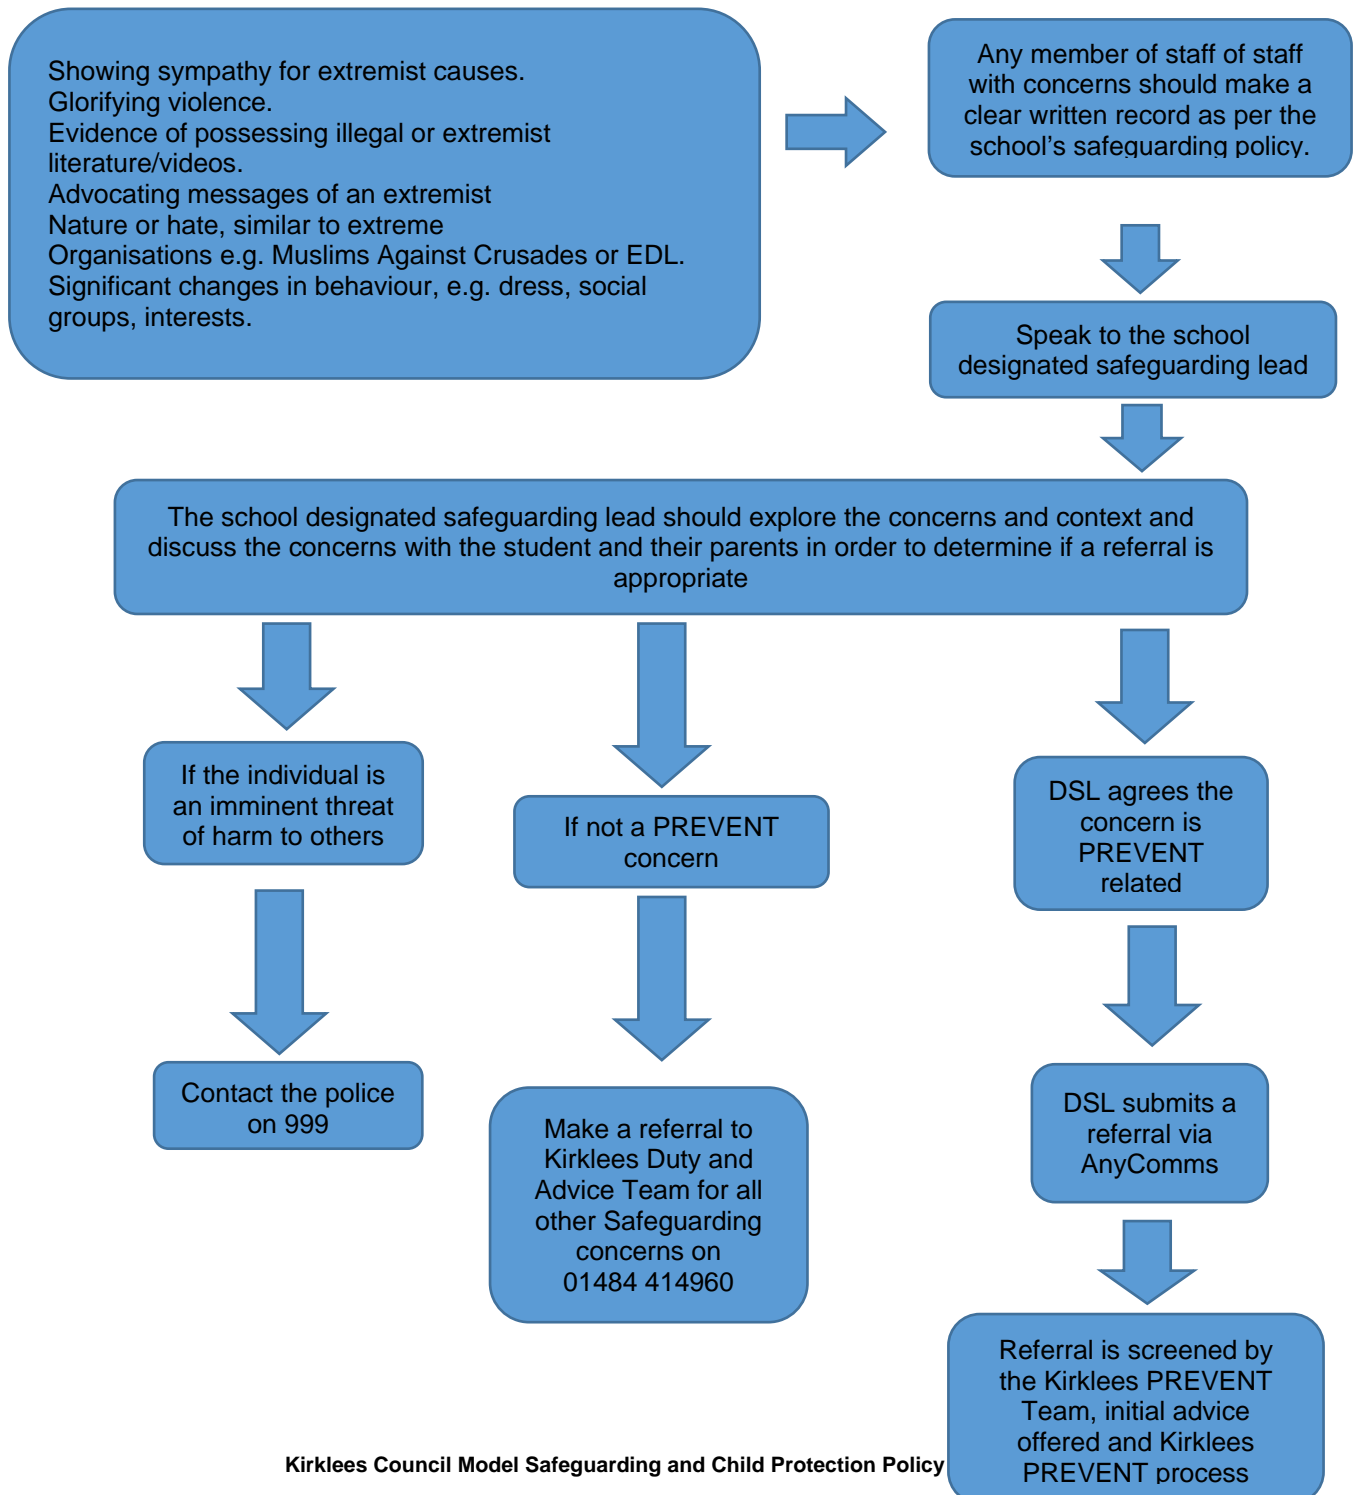 Showing sympathy for extremist causes.
Glorifying violence.
Evidence of possessing illegal or extremist
literature/videos.
Advocating messages of an extremist
Nature or hate, similar to extreme
Organisations e.g. Muslims Against Crusades or EDL.
Significant changes in behaviour, e.g. dress, social
groups, interests.
Any member of staff of staff
with concerns should make a
clear written record as per the
school's safeguarding policy.
Speak to the school
designated safeguarding lead
The school designated safeguarding lead should explore the concerns and context and
discuss the concerns with the student and their parents in order to determine if a referral is
appropriate
If the individual is
an imminent threat
of harm to others
Contact the police
on 999
If not a PREVENT
concern
Make a referral to
Kirklees Duty and
Advice Team for all
other Safeguarding
concerns on
01484 414960
DSL agrees the
concern is
PREVENT
related
DSL submits a
referral via
AnyComms
Referral is screened by
the Kirklees PREVENT
Team, initial advice
offered and Kirklees
PREVENT process
Kirklees Council Model Safeguarding and Child Protection Policy